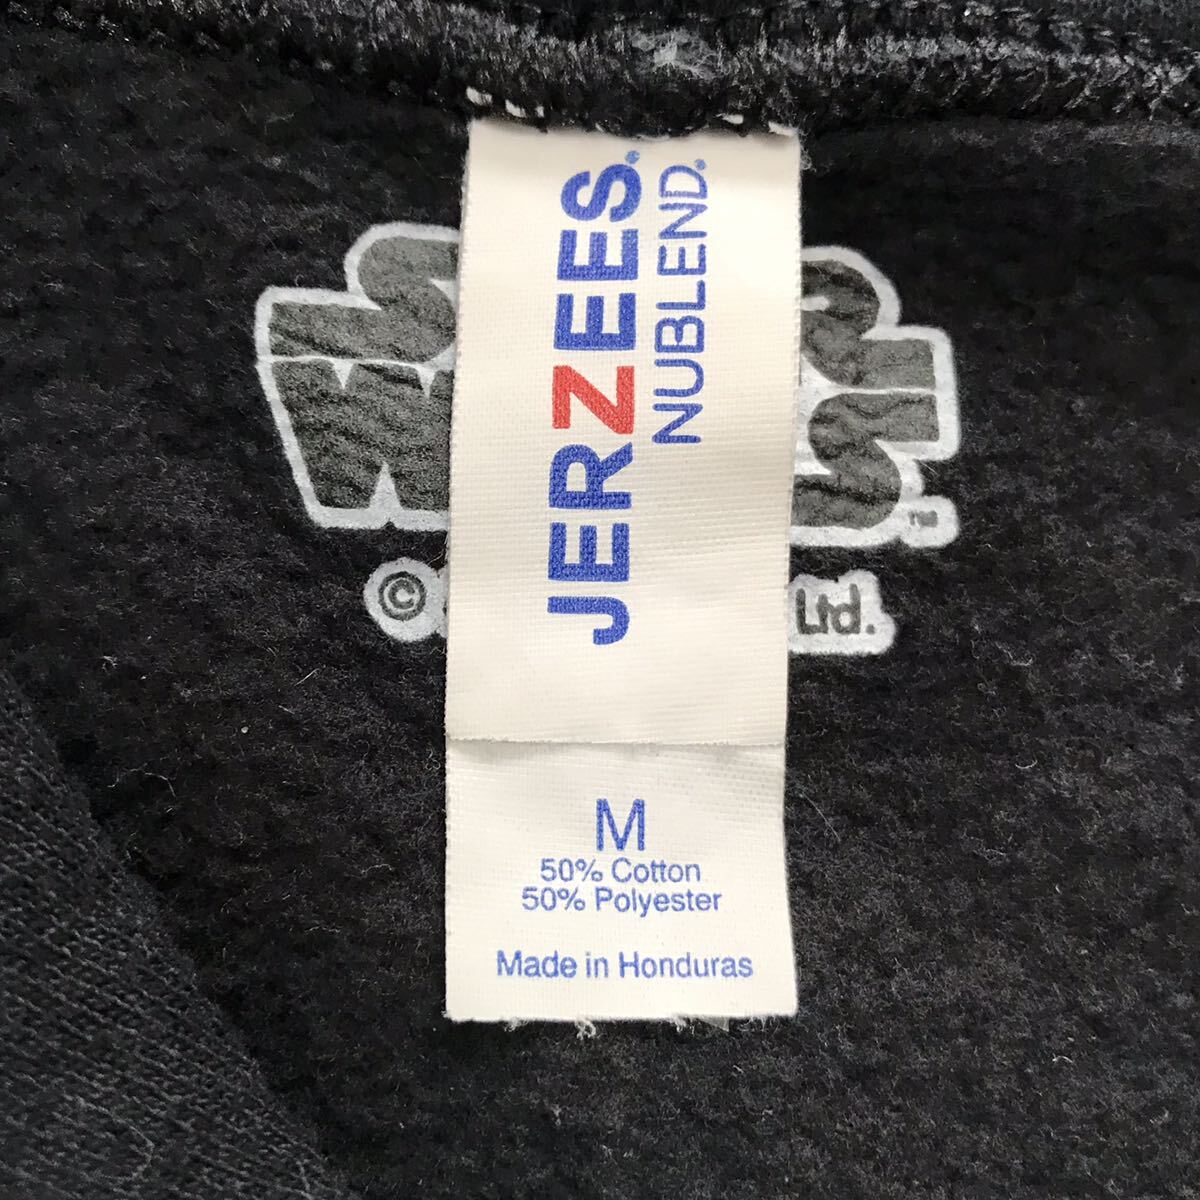 JERZEES®
NUBLEND®
©
Ltd.
M
50% Cotton
50% Polyester
Made in Honduras